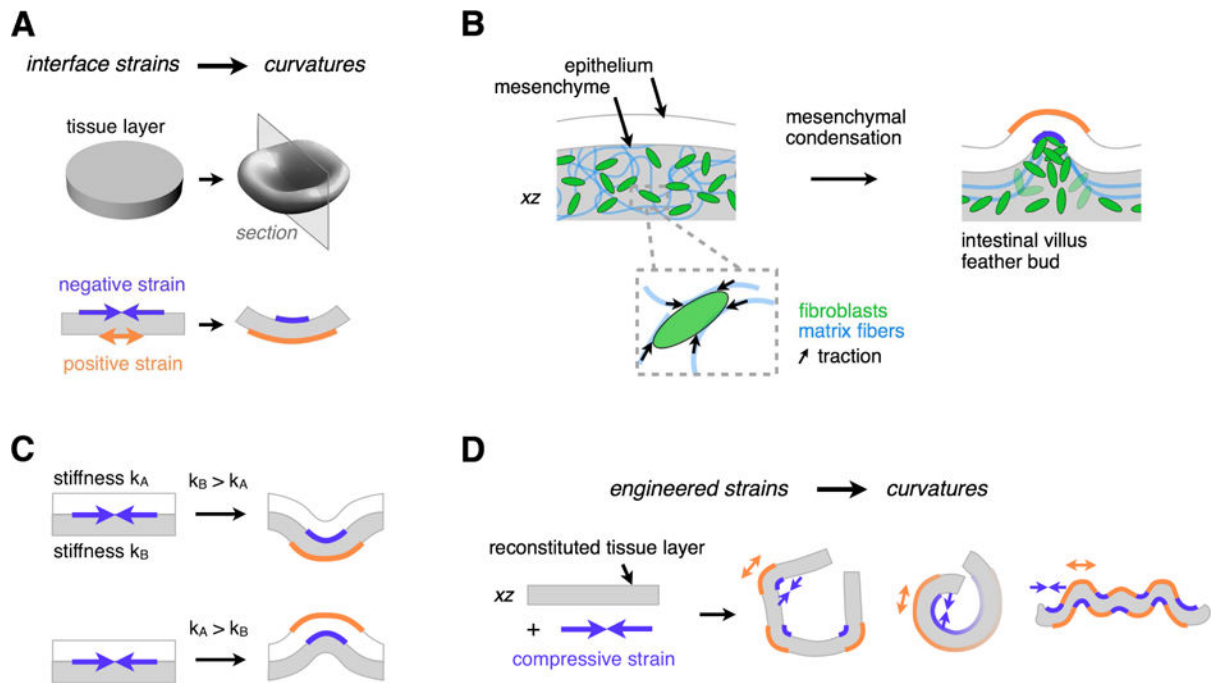 A
interface strains
curvatures
tissue layer
section
negative strain
positive strain
B
epithelium
mesenchyme
mesenchymal
condensation
xz
intestinal villus
feather bud
fibroblasts
matrix fibers
traction
C
stiffness kA
kB > kA
stiffness kB
kA > kB
D
engineered strains
curvatures
reconstituted tissue layer
xz
+
compressive strain